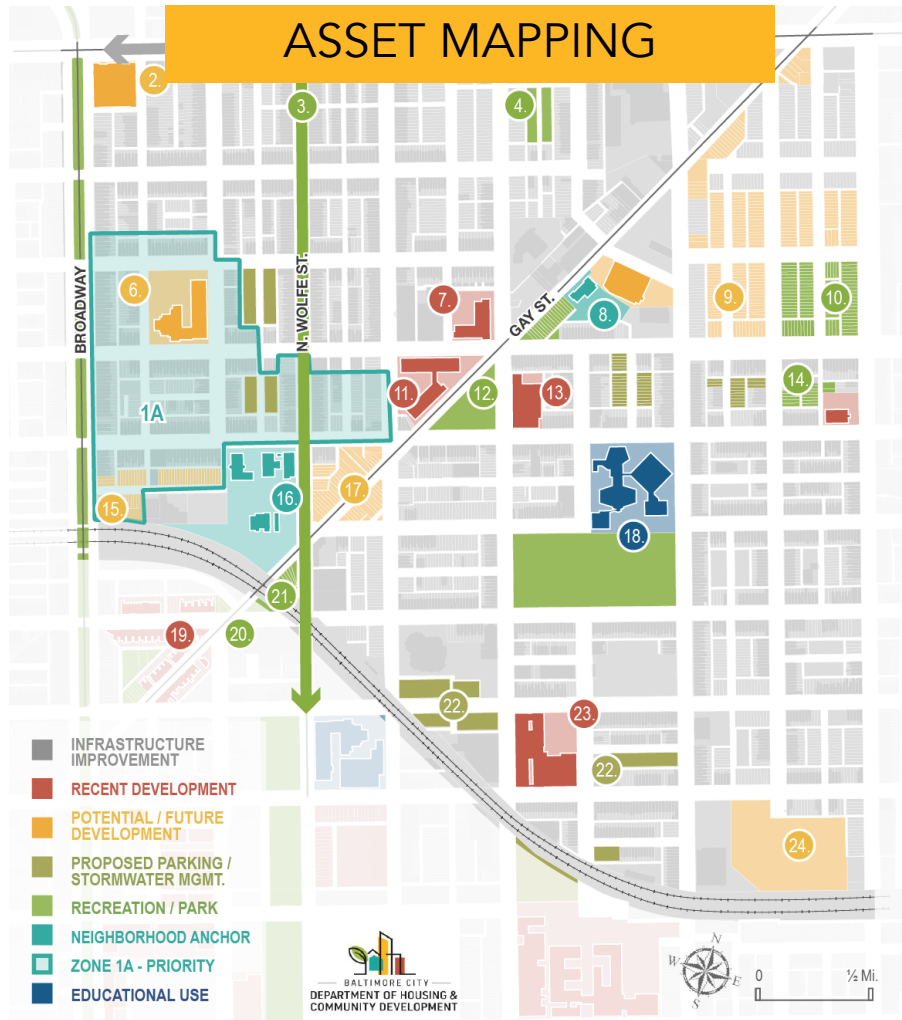 ASSET MAPPING
2.
3.
4.
BROADWAY
N. WOLFE ST.
GAY ST.
6.
7.
8.
9.
10.
11.
12.
13.
14.
1A
15.
16.
17.
18.
19.
20.
21.
22.
23.
22.
24.
INFRASTRUCTURE
IMPROVEMENT
RECENT DEVELOPMENT
POTENTIAL / FUTURE
DEVELOPMENT
PROPOSED PARKING /
STORMWATER MGMT.
RECREATION / PARK
NEIGHBORHOOD ANCHOR
ZONE 1A - PRIORITY
EDUCATIONAL USE
BALTIMORE CITY
DEPARTMENT OF HOUSING &
COMMUNITY DEVELOPMENT
N
W
E
S
0
½ Mi.